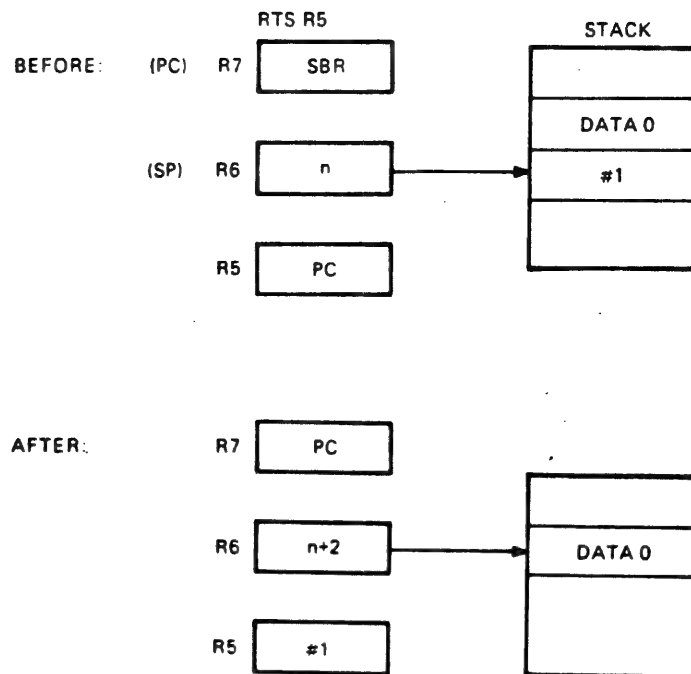 RTS R5
STACK
BEFORE: (PC) R7 SBR
DATA 0
(SP) R6 n #1
R5 PC
AFTER: R7 PC
R6 n+2 DATA 0
R5 #1